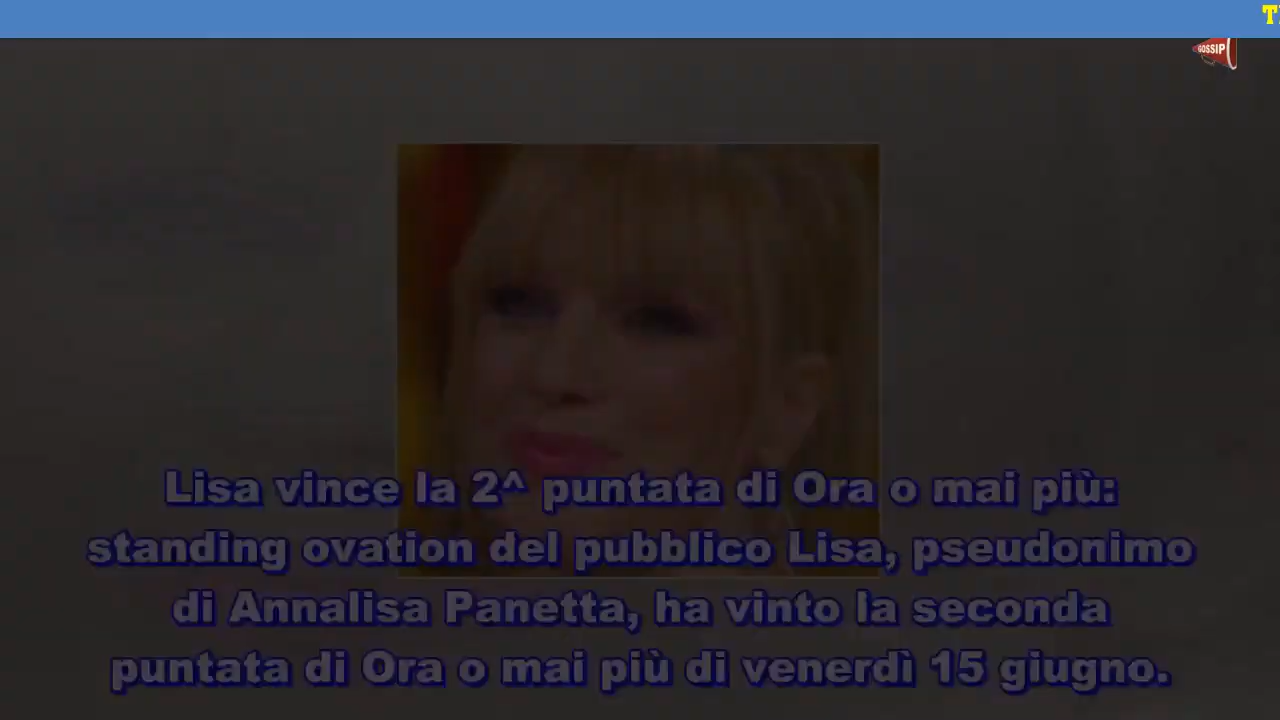 GOSSIP
Lisa vince la 2^ puntata di Ora o mai più:
standing ovation del pubblico Lisa, pseudonimo
di Annalisa Panetta, ha vinto la seconda
puntata di Ora o mai più di venerdì 15 giugno.